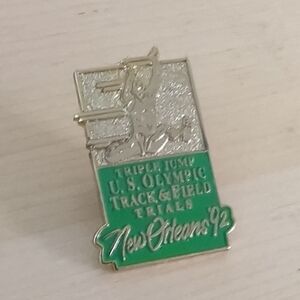 TRIPLE JUMP
U.S. OLYMPIC
TRACK & FIELD
TRIALS
New Orleans '92